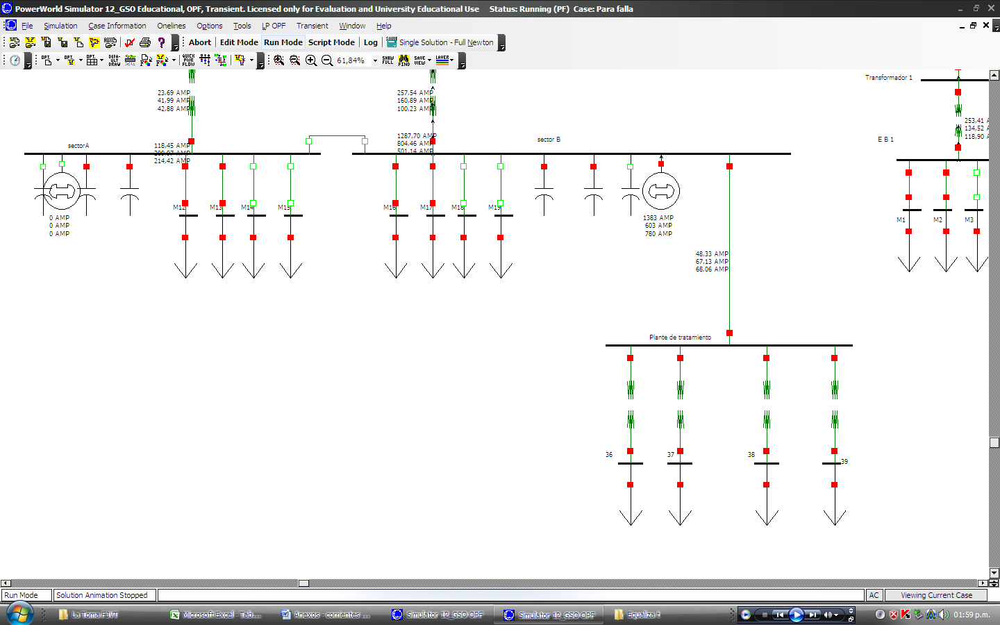 PowerWorld Simulator 12_GSO Educational, OPF, Transient. Licensed only for Evaluation and University Educational Use Status: Running (PF) Case: Para falla
File Simulation Case Information Onelines Options Tools LP OPF Transient Window Help
Abort Edit Mode Run Mode Script Mode Log Single Solution - Full Newton
61,84%
Transformador 1
23,69 AMP
41,99 AMP
42,88 AMP
257,54 AMP
160,89 AMP
100,23 AMP
253,41
134,52
118,90
sectorA
118,45 AMP
214,42 AMP
1287,70 AMP
804,46 AMP
501,14 AMP
sector B
E B 1
M12 M13 M14 M15 M16 M17 M18 M19
0 AMP
0 AMP
0 AMP
1383 AMP
603 AMP
780 AMP
M1 M2 M3
48,33 AMP
67,13 AMP
68,06 AMP
Plante de tratamiento
36 37 38 39
Run Mode Solution Animation Stopped AC Viewing Current Case
La Toma FJVT Microsoft Excel - Tab... Anexos - corrientes ... Simulator 12_GSO OPF Simulator 12_GSO OPF Equaliza t 01:59 p.m.